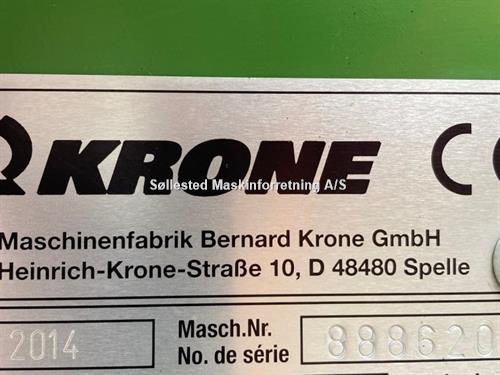 KRONE
Søllested Maskinforretning A/S
Maschinenfabrik Bernard Krone GmbH
Heinrich-Krone-Straße 10, D 48480 Spelle
2014 Masch.Nr. 888620
No. de série